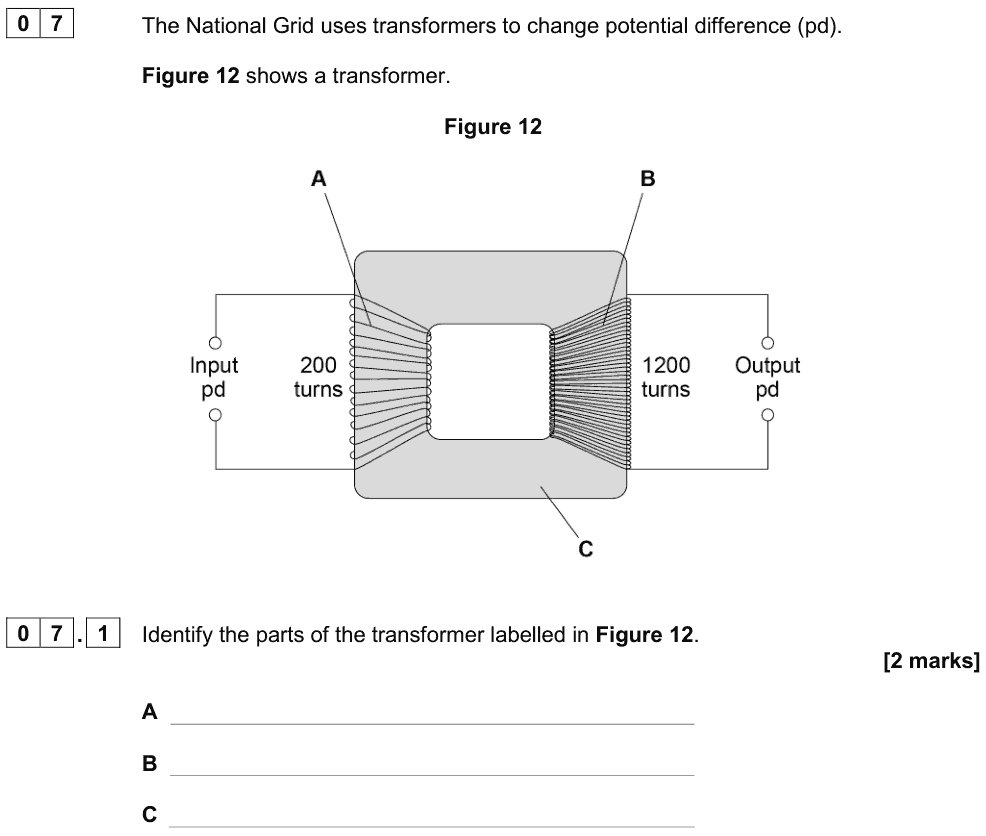 0 7 The National Grid uses transformers to change potential difference (pd).
Figure 12 shows a transformer.
Figure 12
A B
Input pd
200 turns
1200 turns
Output pd
C
0 7 . 1 Identify the parts of the transformer labelled in Figure 12.
[2 marks]
A
B
C